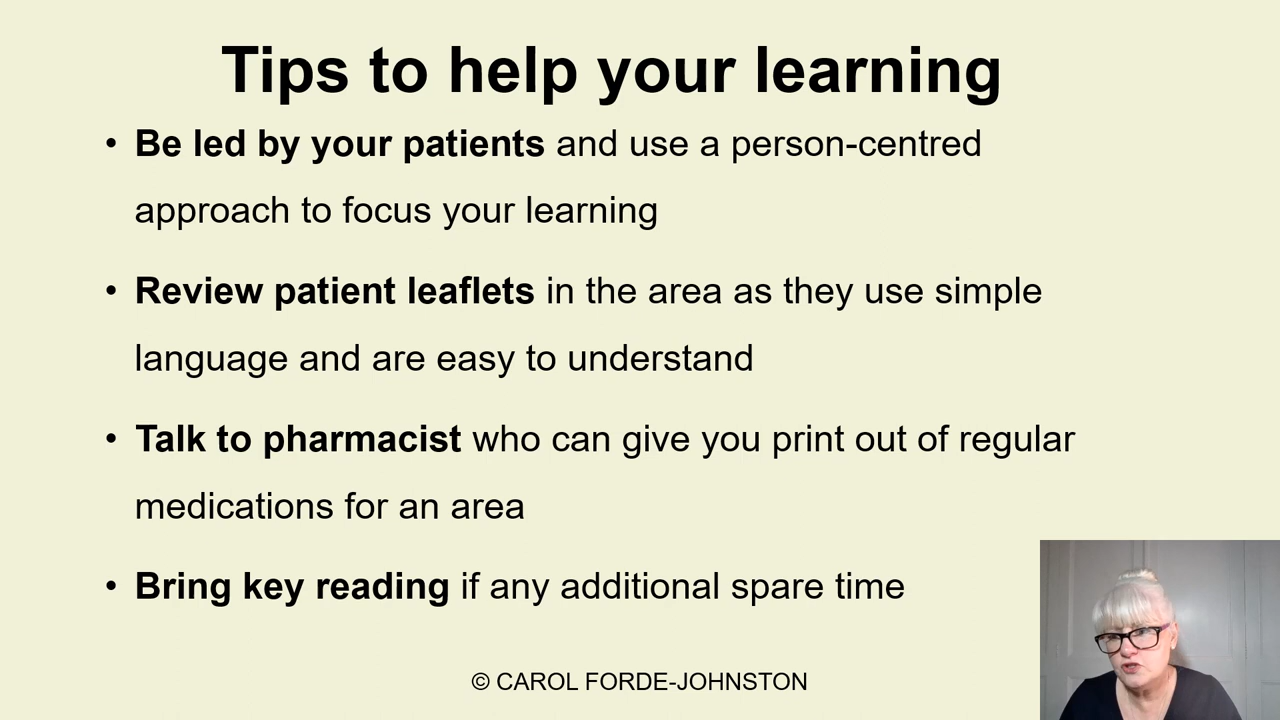 Tips to help your learning
• Be led by your patients and use a person-centred
approach to focus your learning
• Review patient leaflets in the area as they use simple
language and are easy to understand
• Talk to pharmacist who can give you print out of regular
medications for an area
• Bring key reading if any additional spare time
© CAROL FORDE-JOHNSTON